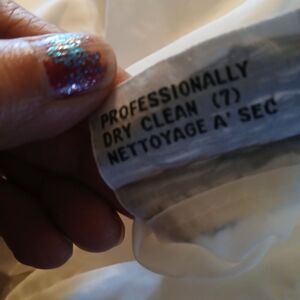 PROFESSIONALLY
DRY CLEAN (7)
NETTOYAGE A' SEC